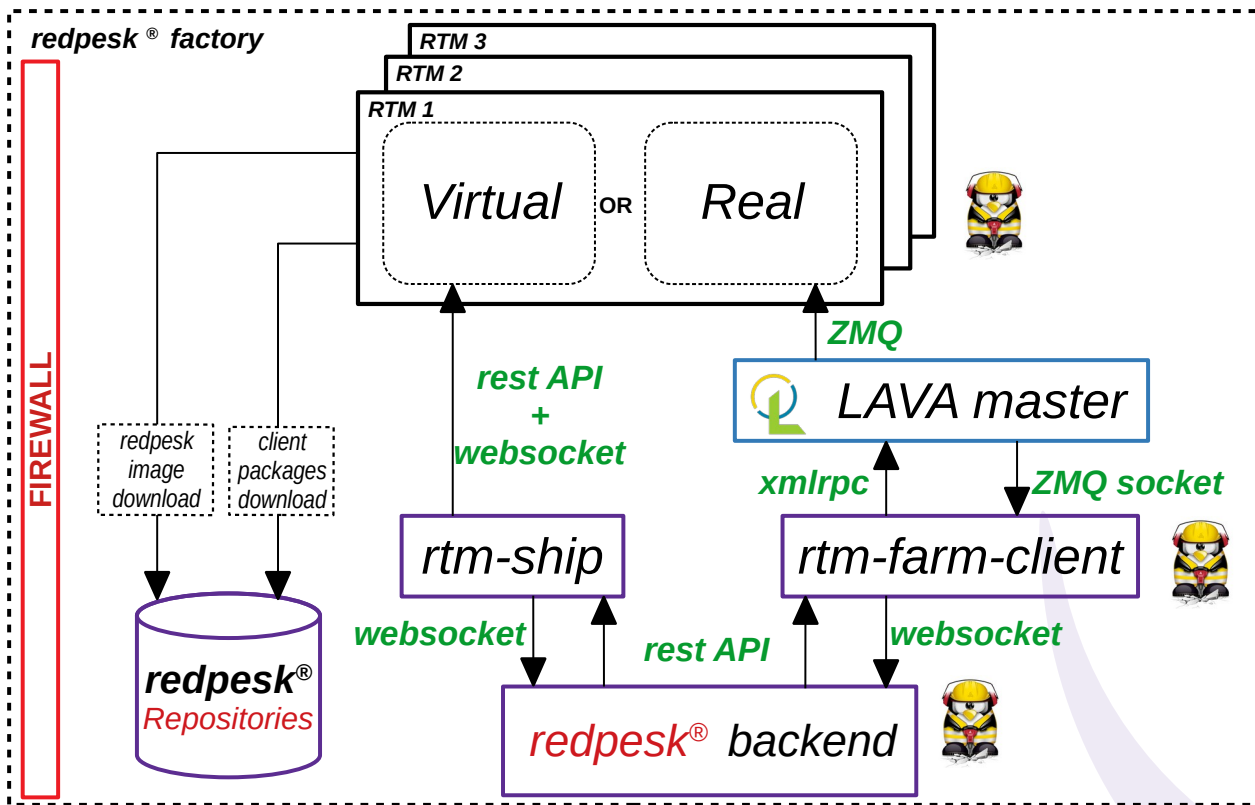 redpesk ® factory
RTM 3
RTM 2
RTM 1
Virtual
OR
Real
FIREWALL
ZMQ
rest API
+
websocket
LAVA master
redpesk
image
download
client
packages
download
xmlrpc
ZMQ socket
rtm-ship
rtm-farm-client
websocket
rest API
websocket
redpesk®
Repositories
redpesk® backend